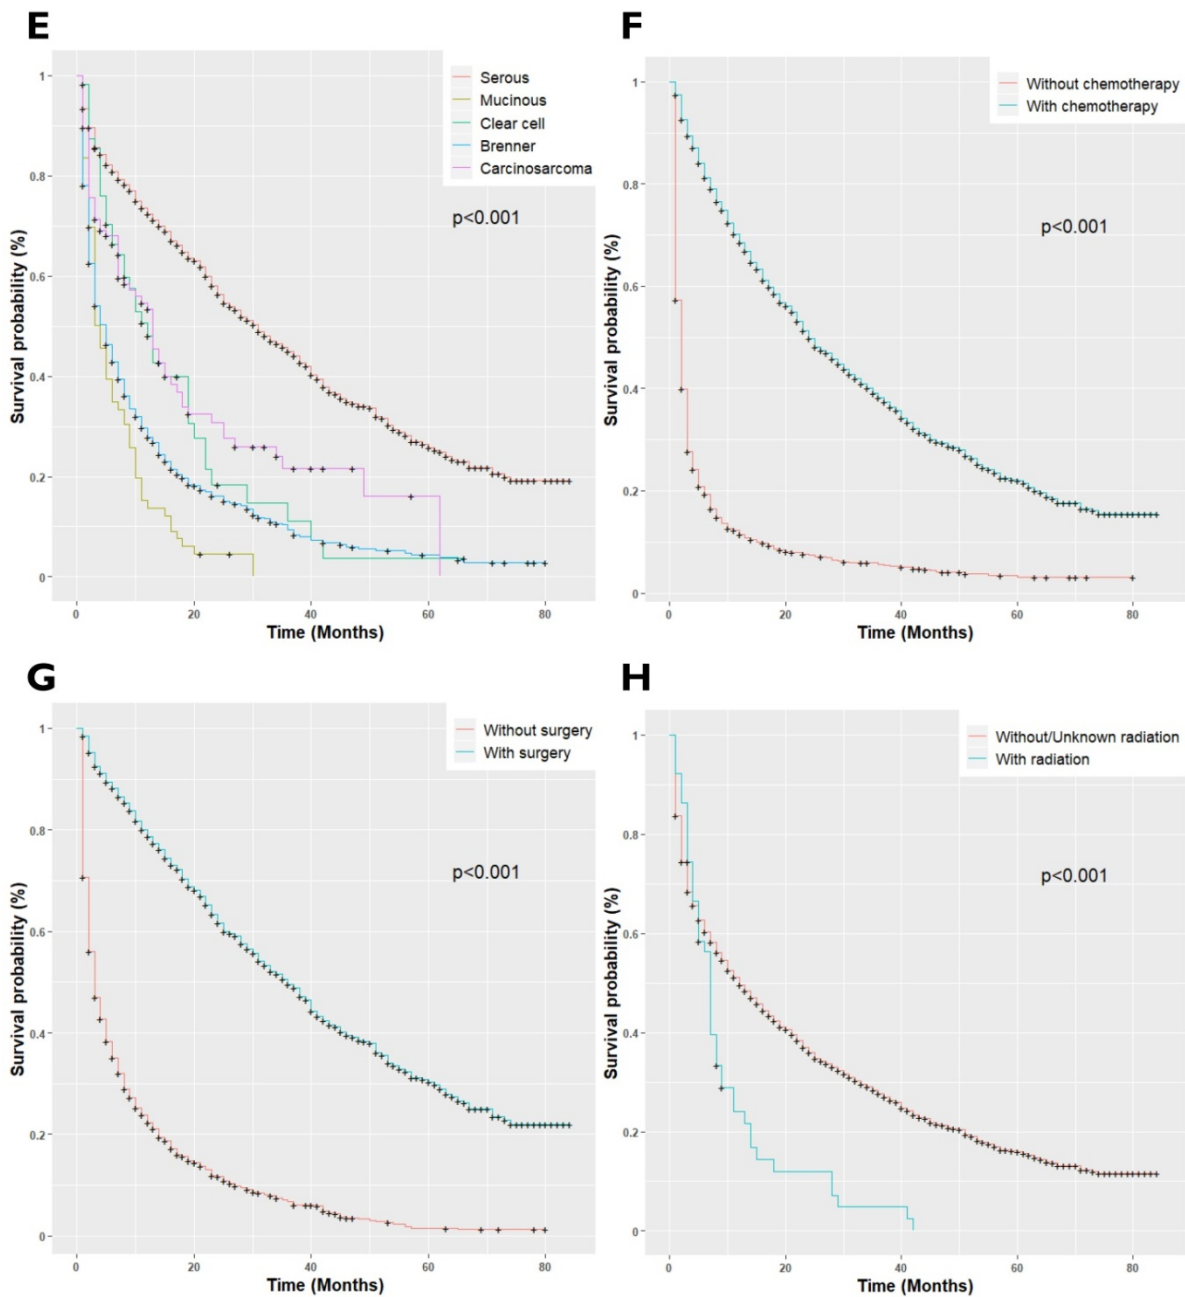 E
Survival probability (%)
1
0.8
0.6
0.4
0.2
0
Serous
Mucinous
Clear cell
Brenner
Carcinosarcoma
p<0.001
0 20 40 60 80
Time (Months)
F
Survival probability (%)
1
0.8
0.6
0.4
0.2
0
Without chemotherapy
With chemotherapy
p<0.001
0 20 40 60 80
Time (Months)
G
Survival probability (%)
1
0.8
0.6
0.4
0.2
0
Without surgery
With surgery
p<0.001
0 20 40 60 80
Time (Months)
H
Survival probability (%)
1
0.8
0.6
0.4
0.2
0
Without/Unknown radiation
With radiation
p<0.001
0 20 40 60 80
Time (Months)